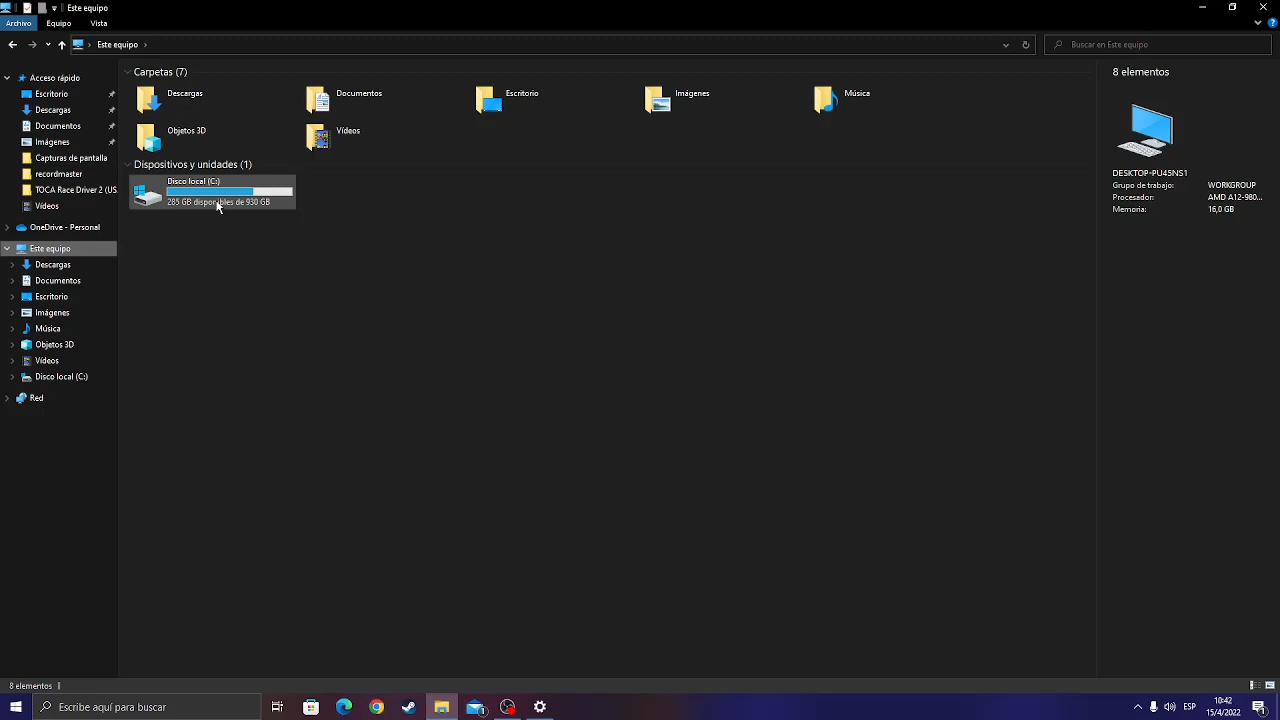 Este equipo
Archivo
Equipo
Vista
Este equipo
Buscar en Este equipo
Acceso rápido
Escritorio
Descargas
Documentos
Imágenes
Capturas de pantalla
recordmaster
TOCA Race Driver 2 (US
Vídeos
OneDrive - Personal
Este equipo
Descargas
Documentos
Escritorio
Imágenes
Música
Objetos 3D
Vídeos
Disco local (C:)
Red
Carpetas (7)
Descargas
Documentos
Escritorio
Imágenes
Música
Objetos 3D
Vídeos
Dispositivos y unidades (1)
Disco local (C:)
285 GB disponibles de 930 GB
8 elementos
DESKTOP-PU45NS1
Grupo de trabajo: WORKGROUP
Procesador: AMD A12-980...
Memoria: 16,0 GB
8 elementos
Escribe aquí para buscar
ESP
10:42
15/4/2022